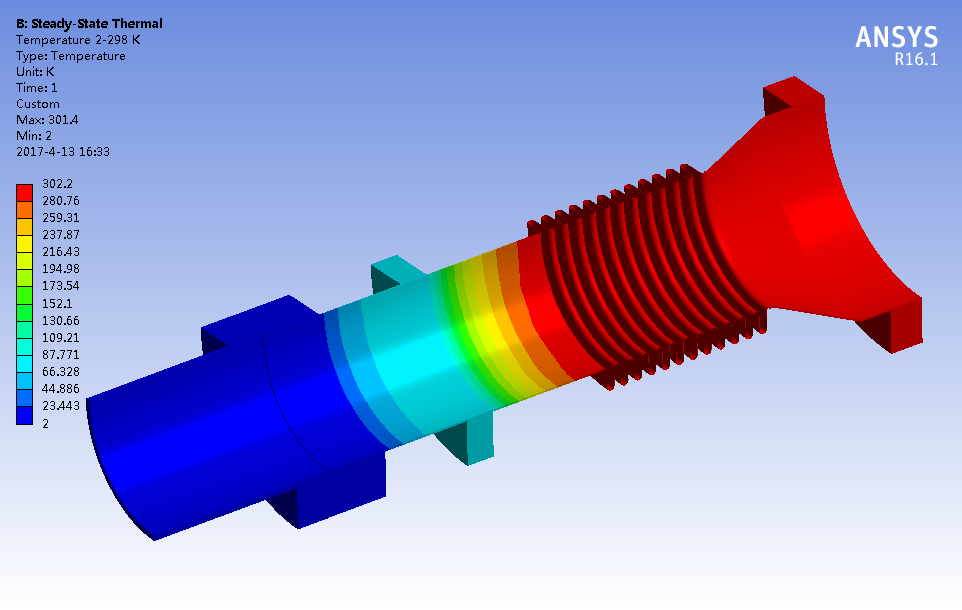 B: Steady-State Thermal
Temperature 2-298 K
Type: Temperature
Unit: K
Time: 1
Custom
Max: 301.4
Min: 2
2017-4-13 16:33
ANSYS
R16.1
302.2
280.76
259.31
237.87
216.43
194.98
173.54
152.1
130.66
109.21
87.771
66.328
44.886
23.443
2